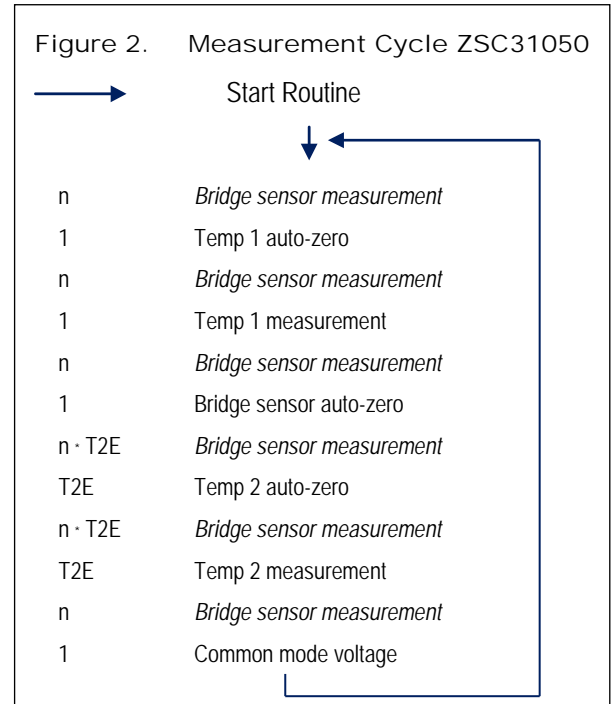 Figure 2. Measurement Cycle ZSC31050
Start Routine
n Bridge sensor measurement
1 Temp 1 auto-zero
n Bridge sensor measurement
1 Temp 1 measurement
n Bridge sensor measurement
1 Bridge sensor auto-zero
n * T2E Bridge sensor measurement
T2E Temp 2 auto-zero
n * T2E Bridge sensor measurement
T2E Temp 2 measurement
n Bridge sensor measurement
1 Common mode voltage